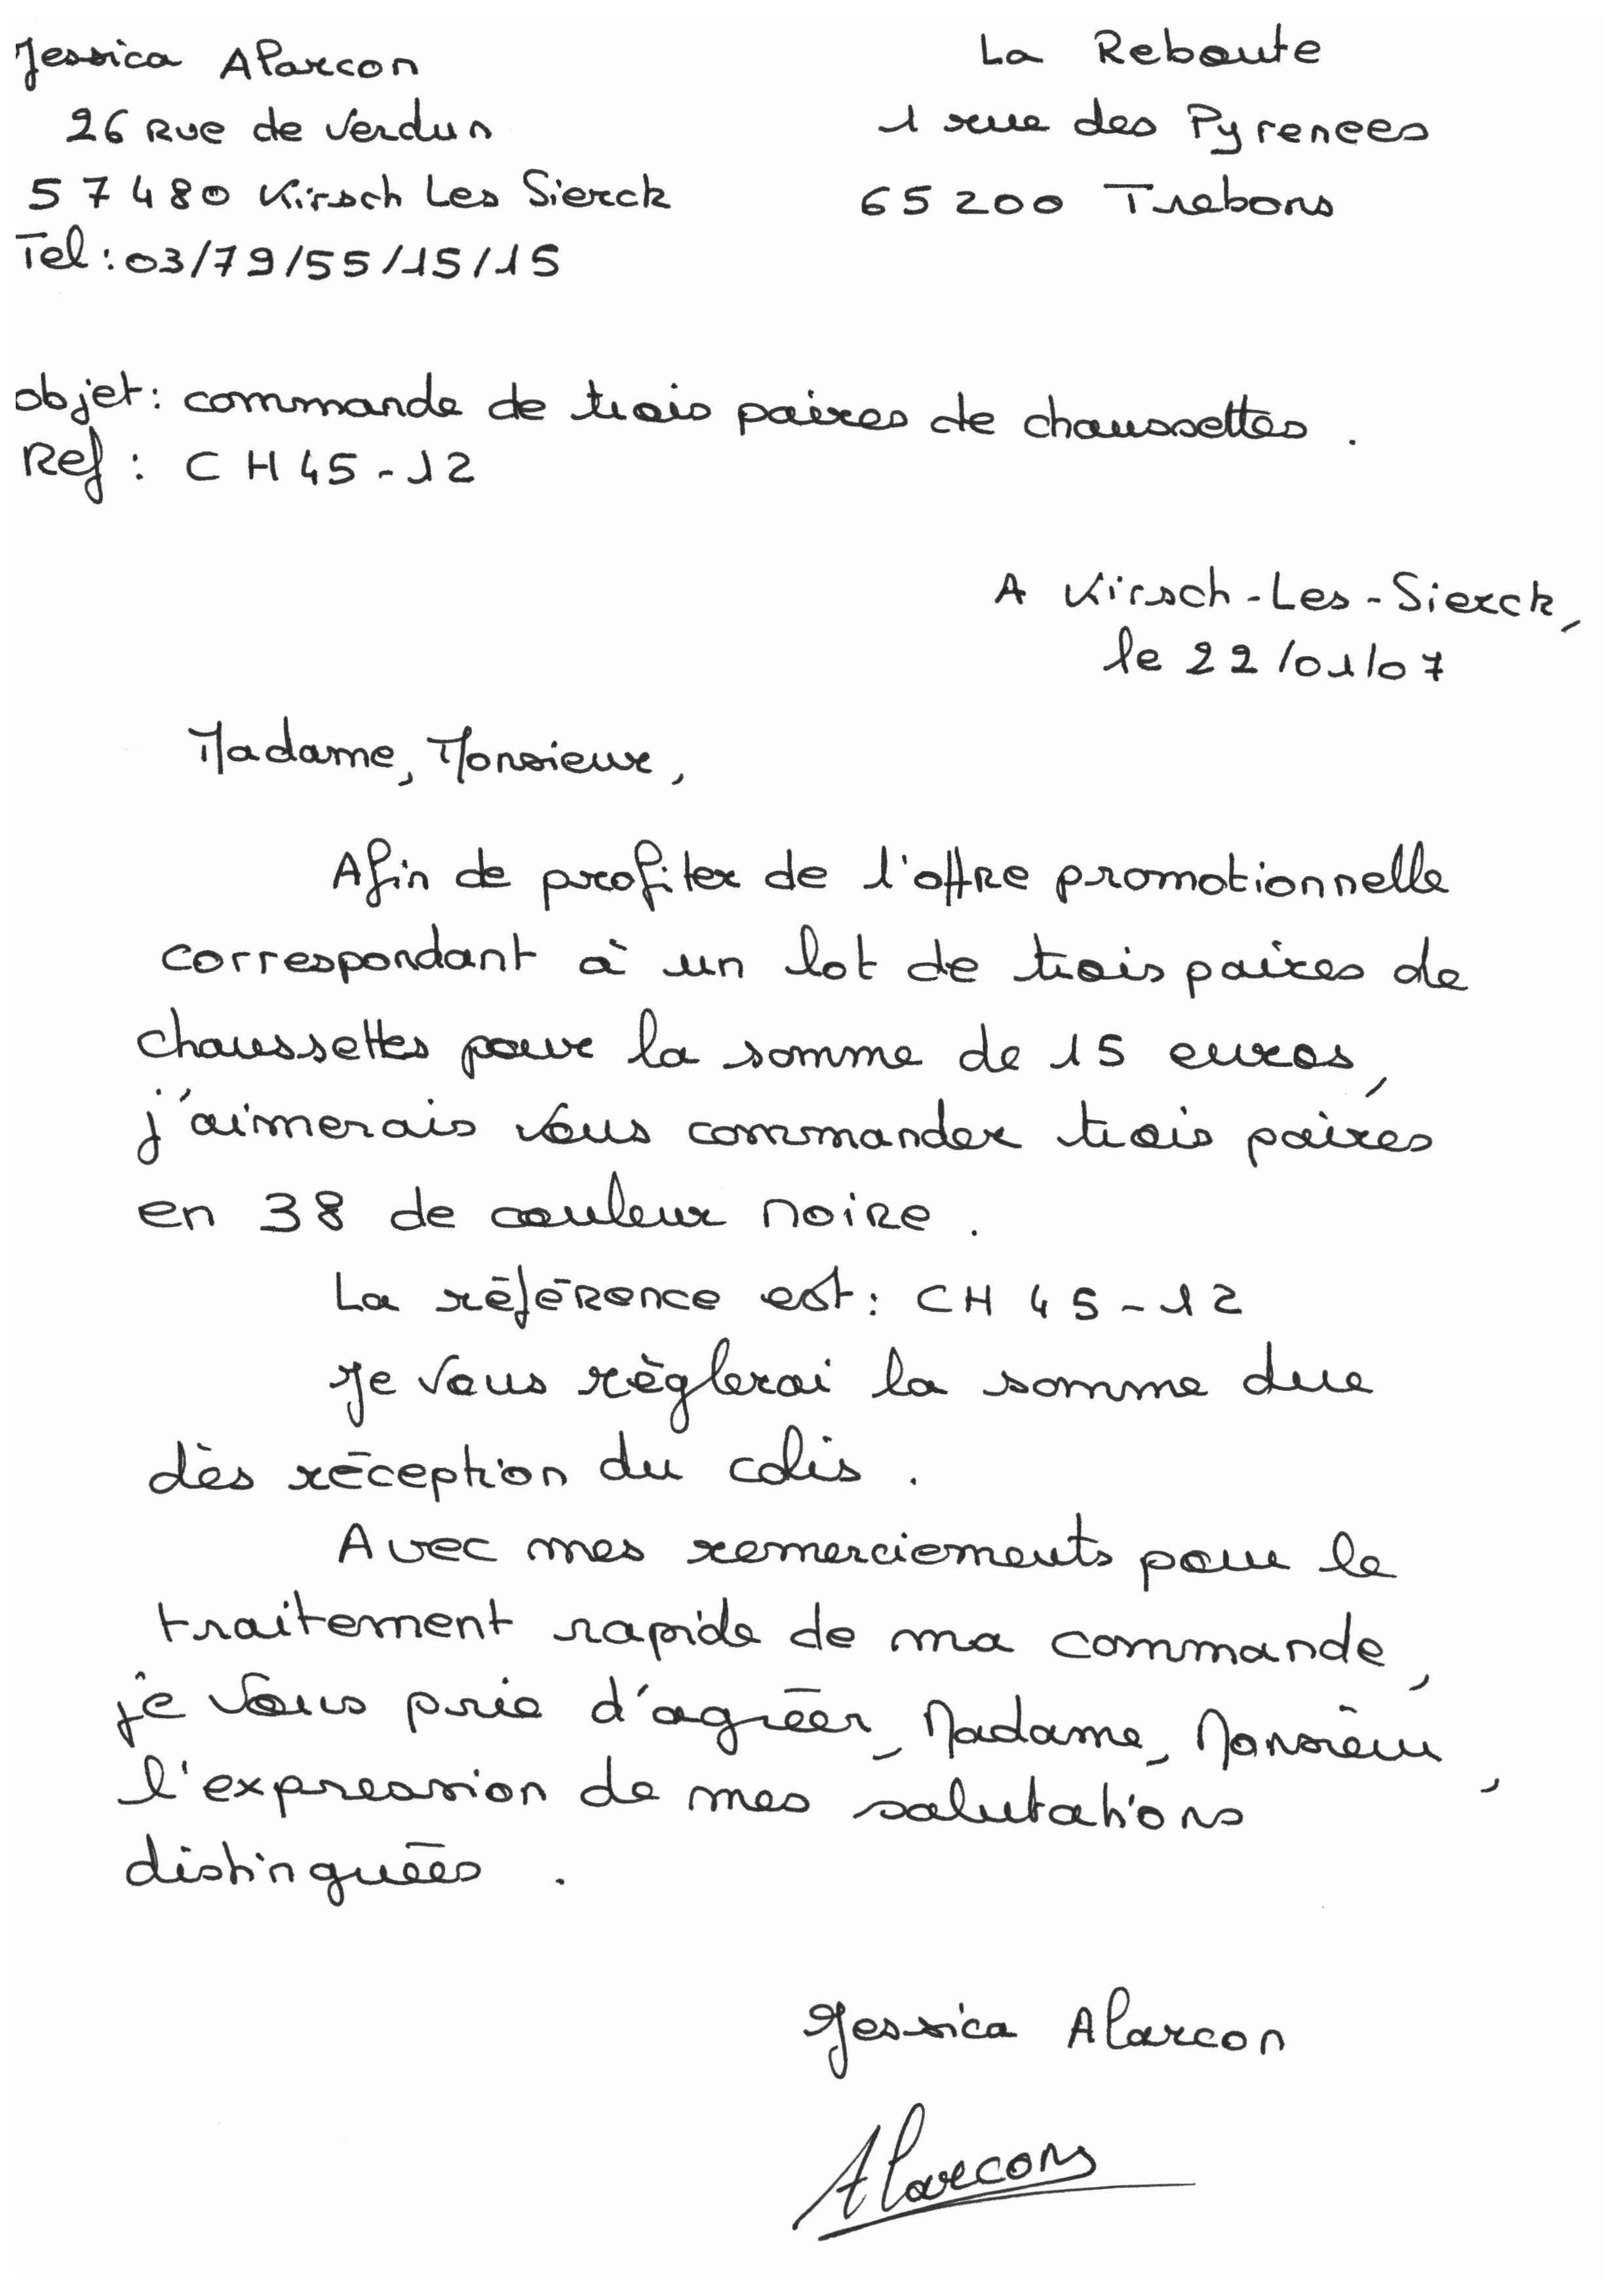 Jessica Alarcon
26 Rue de Verdun
57480 Kirsch Les Sierck
Tel : 03/79/55/15/15
La Reboute
1 rue des Pyrenees
65200 Trebons
objet : commande de trois paires de chaussettes.
Ref : CH45-12
A Kirsch-Les-Sierck,
le 22/01/07
Madame, Monsieur,
Afin de profiter de l'offre promotionnelle
correspondant à un lot de trois paires de
chaussettes pour la somme de 15 euros,
j'aimerais vous commander trois paires
en 38 de couleur noire.
La référence est : CH 45-12
Je vous règlerai la somme due
dès réception du colis.
Avec mes remerciements pour le
traitement rapide de ma commande,
je vous prie d'agréer, Madame, Monsieur,
l'expression de mes salutations
distinguées.
Jessica Alarcon
Alarcons